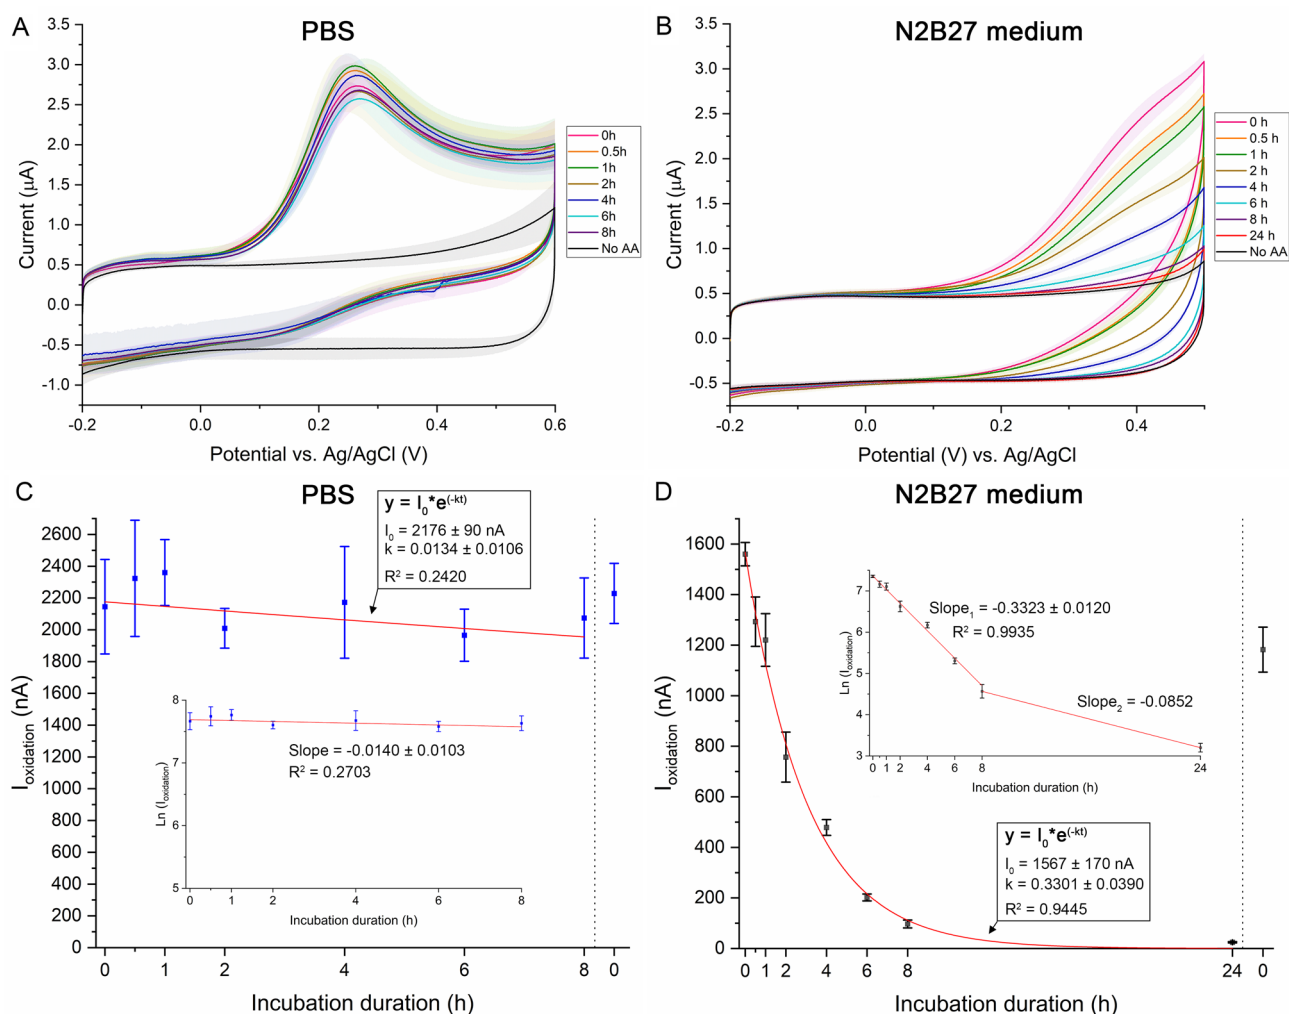 A
PBS
3.5
3.0
2.5
2.0
1.5
1.0
0.5
0.0
-0.5
-1.0
Current (μA)
-0.2
0.0
0.2
0.4
0.6
Potential vs. Ag/AgCl (V)
0h
0.5h
1h
2h
4h
6h
8h
No AA
B
N2B27 medium
3.5
3.0
2.5
2.0
1.5
1.0
0.5
0.0
-0.5
Current (μA)
-0.2
0.0
0.2
0.4
Potential (V) vs. Ag/AgCl
0 h
0.5 h
1 h
2 h
4 h
6 h
8 h
24 h
No AA
C
PBS
2600
2400
2200
2000
1800
1600
1400
1200
1000
800
600
400
200
0
I oxidation (nA)
0 1 2 4 6 8 0
Incubation duration (h)
y = I0*e(-kt)
I0 = 2176 ± 90 nA
k = 0.0134 ± 0.0106
R2 = 0.2420
8
7
6
5
Ln (Ioxidation)
Slope = -0.0140 ± 0.0103
R2 = 0.2703
0 1 2 4 6 8
Incubation duration (h)
D
N2B27 medium
1600
1400
1200
1000
800
600
400
200
0
I oxidation (nA)
0 1 2 4 6 8 24 0
Incubation duration (h)
7
6
5
4
3
Ln (Ioxidation)
Slope1 = -0.3323 ± 0.0120
R2 = 0.9935
Slope2 = -0.0852
0 1 2 4 6 8 24
Incubation duration (h)
y = I0*e(-kt)
I0 = 1567 ± 170 nA
k = 0.3301 ± 0.0390
R2 = 0.9445